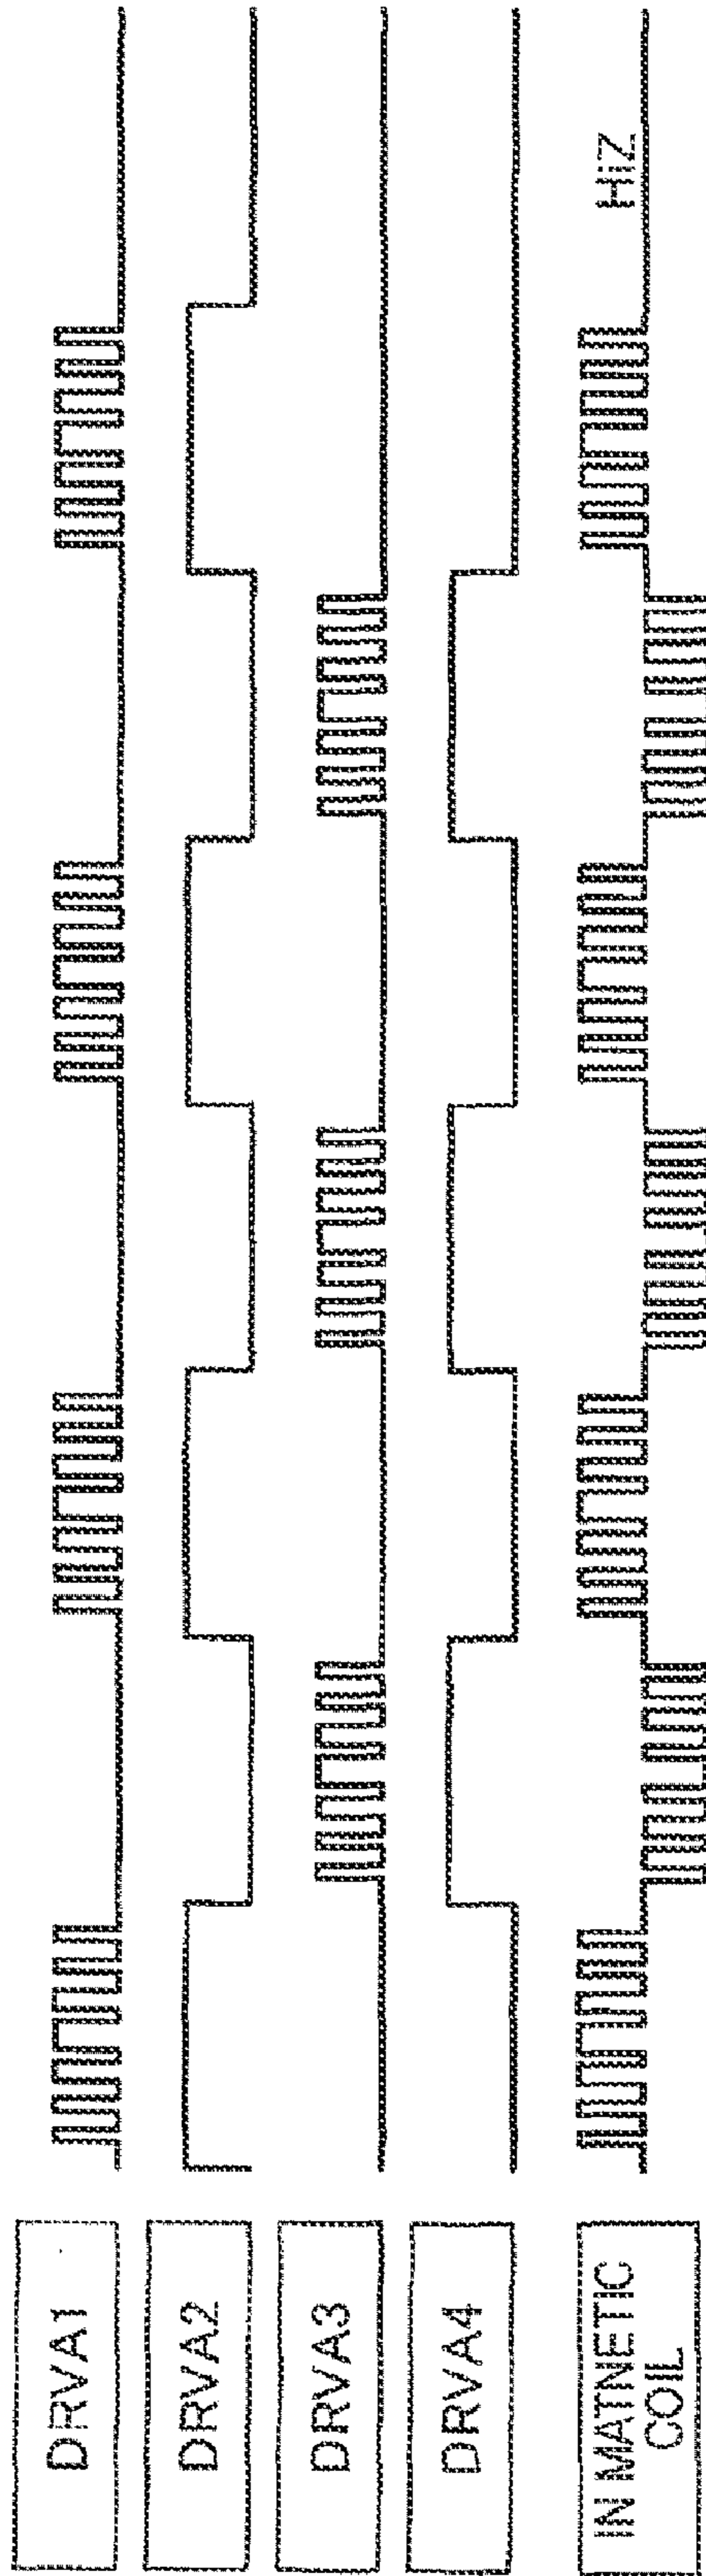 DRVA1
DRVA2
DRVA3
DRVA4
IN MATNETIC
COIL
HiZ